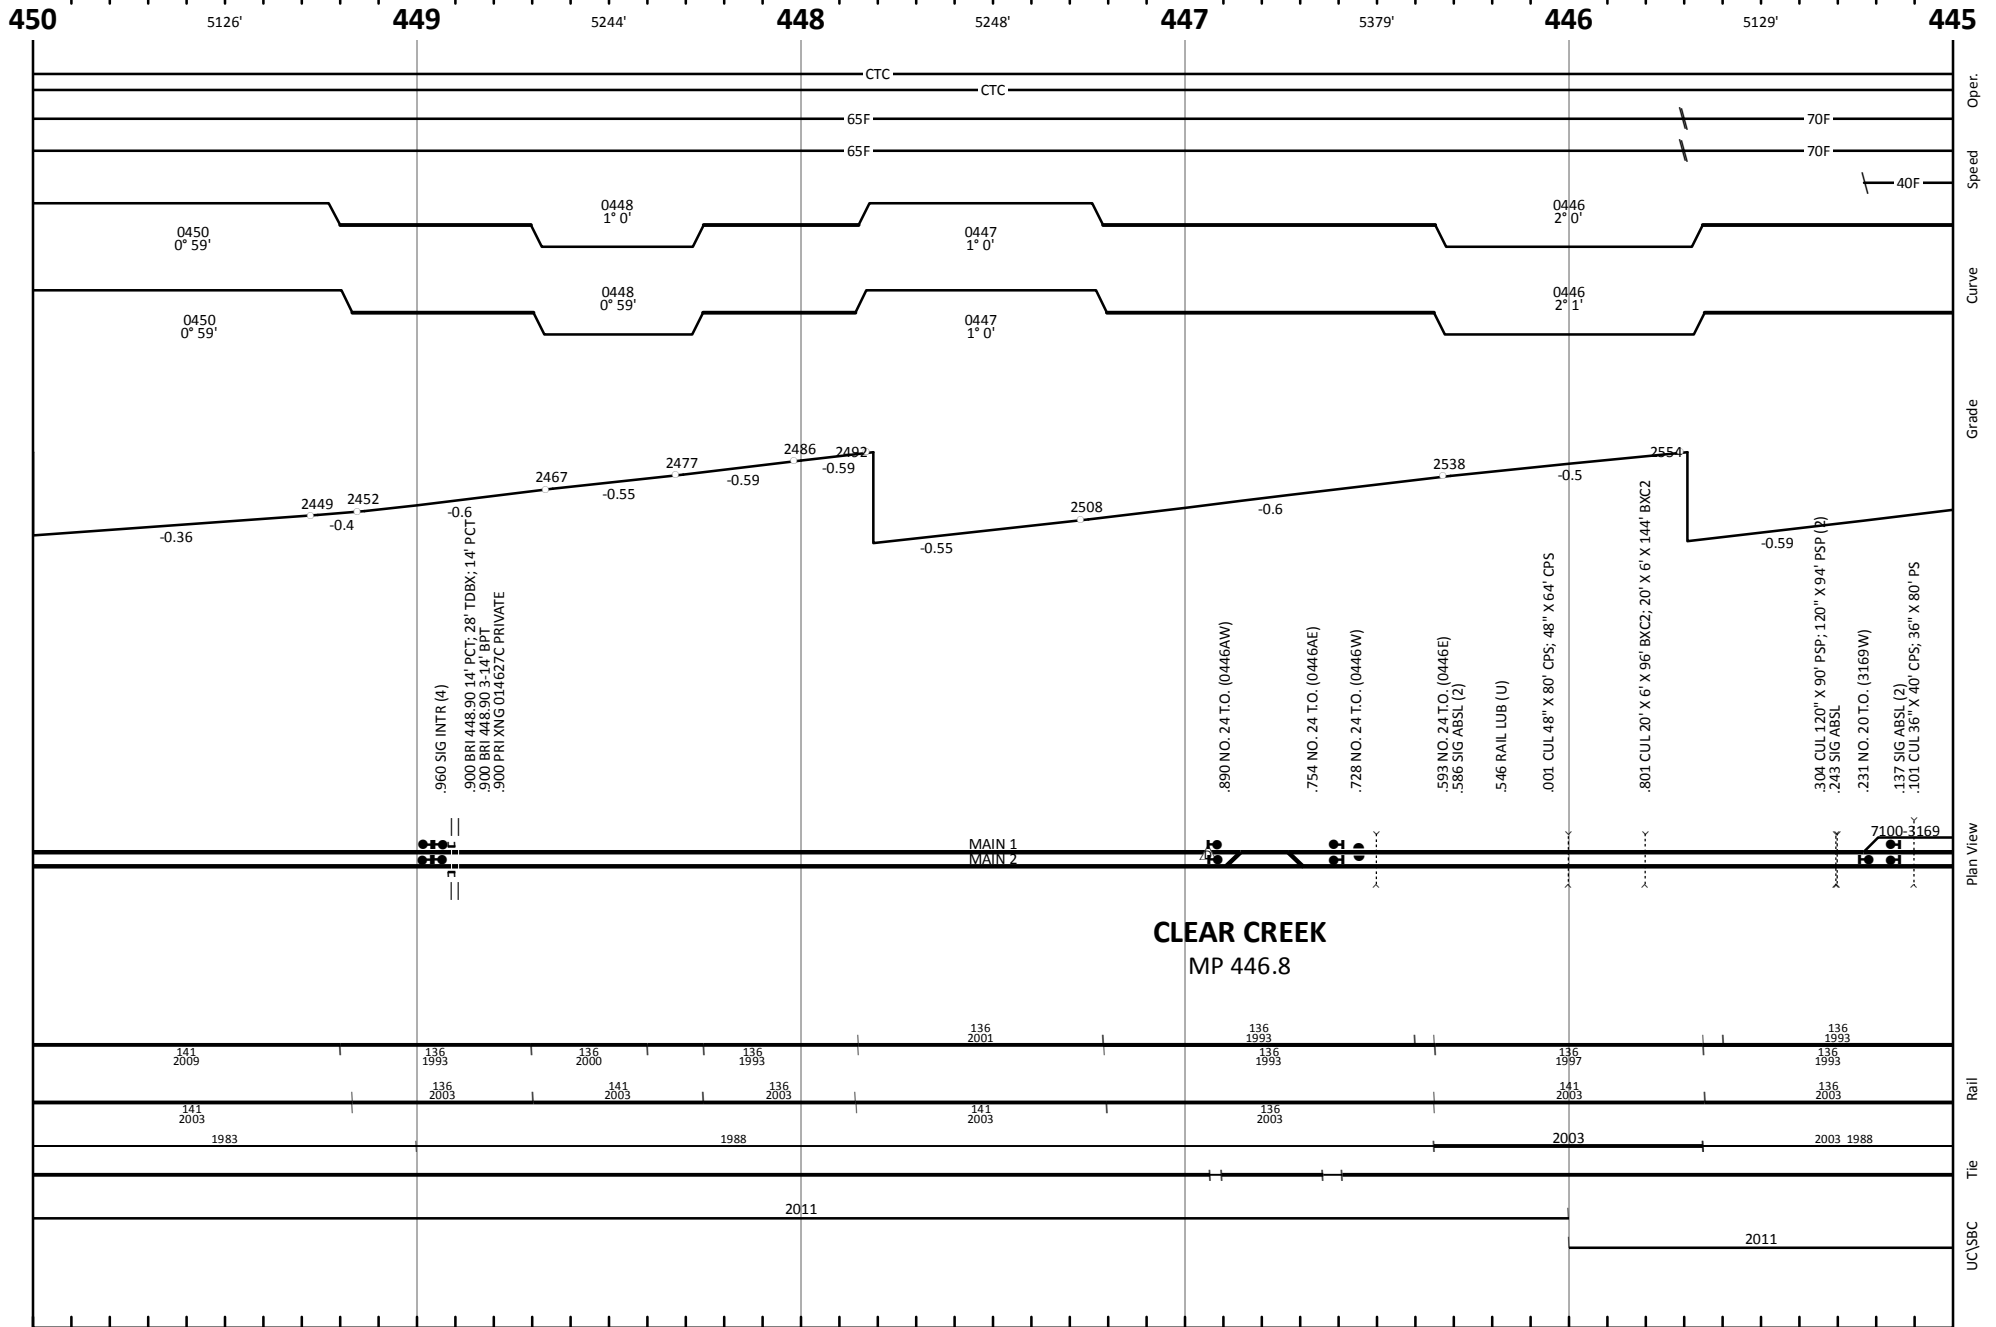 450 5126' 449 5244' 448 5248' 447 5379' 446 5129' 445
CTC
CTC
Oper.
65F 70F
65F 70F
40F
Speed
0450
0° 59'
0448
1° 0'
0447
1° 0'
0446
2° 0'
0450
0° 59'
0448
0° 59'
0447
1° 0'
0446
2° 1'
Curve
2449 2452 2467 2477 2486 2492 2508 2538 2554
-0.36 -0.4 -0.6 -0.55 -0.59 -0.59 -0.55 -0.6 -0.5 -0.59
Grade
.960 SIG INTR (4)
.900 BRI 448.90 14' PCT; 28' TDBX; 14' PCT
.900 BRI 448.90 3-14' BPT
.900 PRI XNG 014627C PRIVATE
.890 NO. 24 T.O. (0446AW)
.754 NO. 24 T.O. (0446AE)
.728 NO. 24 T.O. (0446W)
.593 NO. 24 T.O. (0446E)
.586 SIG ABSL (2)
.546 RAIL LUB (U)
.001 CUL 48" X 80' CPS; 48" X 64' CPS
.801 CUL 20' X 6' X 96' BXC2; 20' X 6' X 144' BXC2
.304 CUL 120" X 90' PSP; 120" X 94' PSP (2)
.243 SIG ABSL
.231 NO. 20 T.O. (3169W)
.137 SIG ABSL (2)
.101 CUL 36" X 40' CPS; 36" X 80' PS
7100-3169
MAIN 1
MAIN 2
Plan View
CLEAR CREEK
MP 446.8
136
2001
136
1993
136
1993
141
2009
136
1993
136
2000
136
1993
136
1993
136
1997
136
1993
136
2003
141
2003
136
2003
141
2003
136
2003
141
2003
141
2003
136
2003
Rail
1983 1988 2003 2003 1988
Tie
2011
2011
UC\SBC